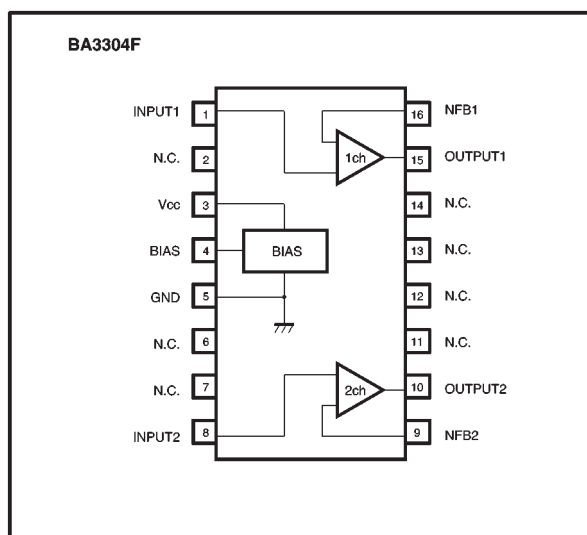 BA3304F
INPUT1 1 16 NFB1
N.C. 2 1ch 15 OUTPUT1
Vcc 3 14 N.C.
BIAS 4 BIAS 13 N.C.
GND 5 12 N.C.
N.C. 6 11 N.C.
N.C. 7 2ch 10 OUTPUT2
INPUT2 8 9 NFB2